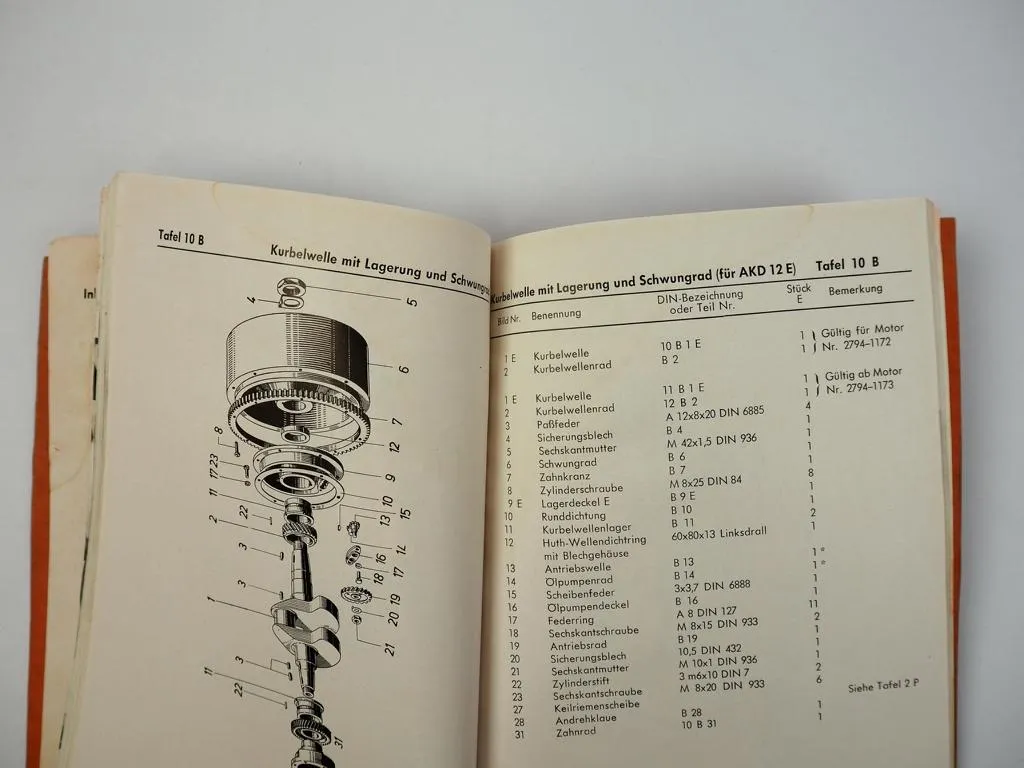 Inl
Tafel 10 B
Kurbelwelle mit Lagerung und Schwungrad
4
5
6
7
8
12
17 23
9
11
10
22
15
2
13
14
3
16
17
18
3
19
1
20
21
3
11
22
31
Kurbelwelle mit Lagerung und Schwungrad (für AKD 12 E) Tafel 10 B
Bild Nr. Benennung DIN-Bezeichnung oder Teil Nr. Stück E Bemerkung
1 E Kurbelwelle 10 B 1 E 1 Gültig für Motor
2 Kurbelwellenrad B 2 1 Nr. 2794–1172
1 E Kurbelwelle 11 B 1 E 1 Gültig ab Motor
2 Kurbelwellenrad 12 B 2 1 Nr. 2794–1173
3 Paßfeder A 12x8x20 DIN 6885 4
4 Sicherungsblech B 4 1
5 Sechskantmutter M 42x1,5 DIN 936 1
6 Schwungrad B 6 1
7 Zahnkranz B 7 1
8 Zylinderschraube M 8x25 DIN 84 8
9 E Lagerdeckel E B 9 E 1
10 Runddichtung B 10 1
11 Kurbelwellenlager B 11 2
12 Huth-Wellendichtring 60x80x13 Linksdrall 1
mit Blechgehäuse
13 Antriebswelle B 13 1*
14 Ölpumpenrad B 14 1*
15 Scheibenfeder 3x3,7 DIN 6888 1
16 Ölpumpendeckel B 16 1
17 Federring A 8 DIN 127 11
18 Sechskantschraube M 8x15 DIN 933 2
19 Antriebsrad B 19 1
20 Sicherungsblech 10,5 DIN 432 1
21 Sechskantmutter M 10x1 DIN 936 1
22 Zylinderstift 3 m6x10 DIN 7 2
23 Sechskantschraube M 8x20 DIN 933 6
27 Keilriemenscheibe Siehe Tafel 2 P
28 Andrehklaue B 28 1
31 Zahnrad 10 B 31 1